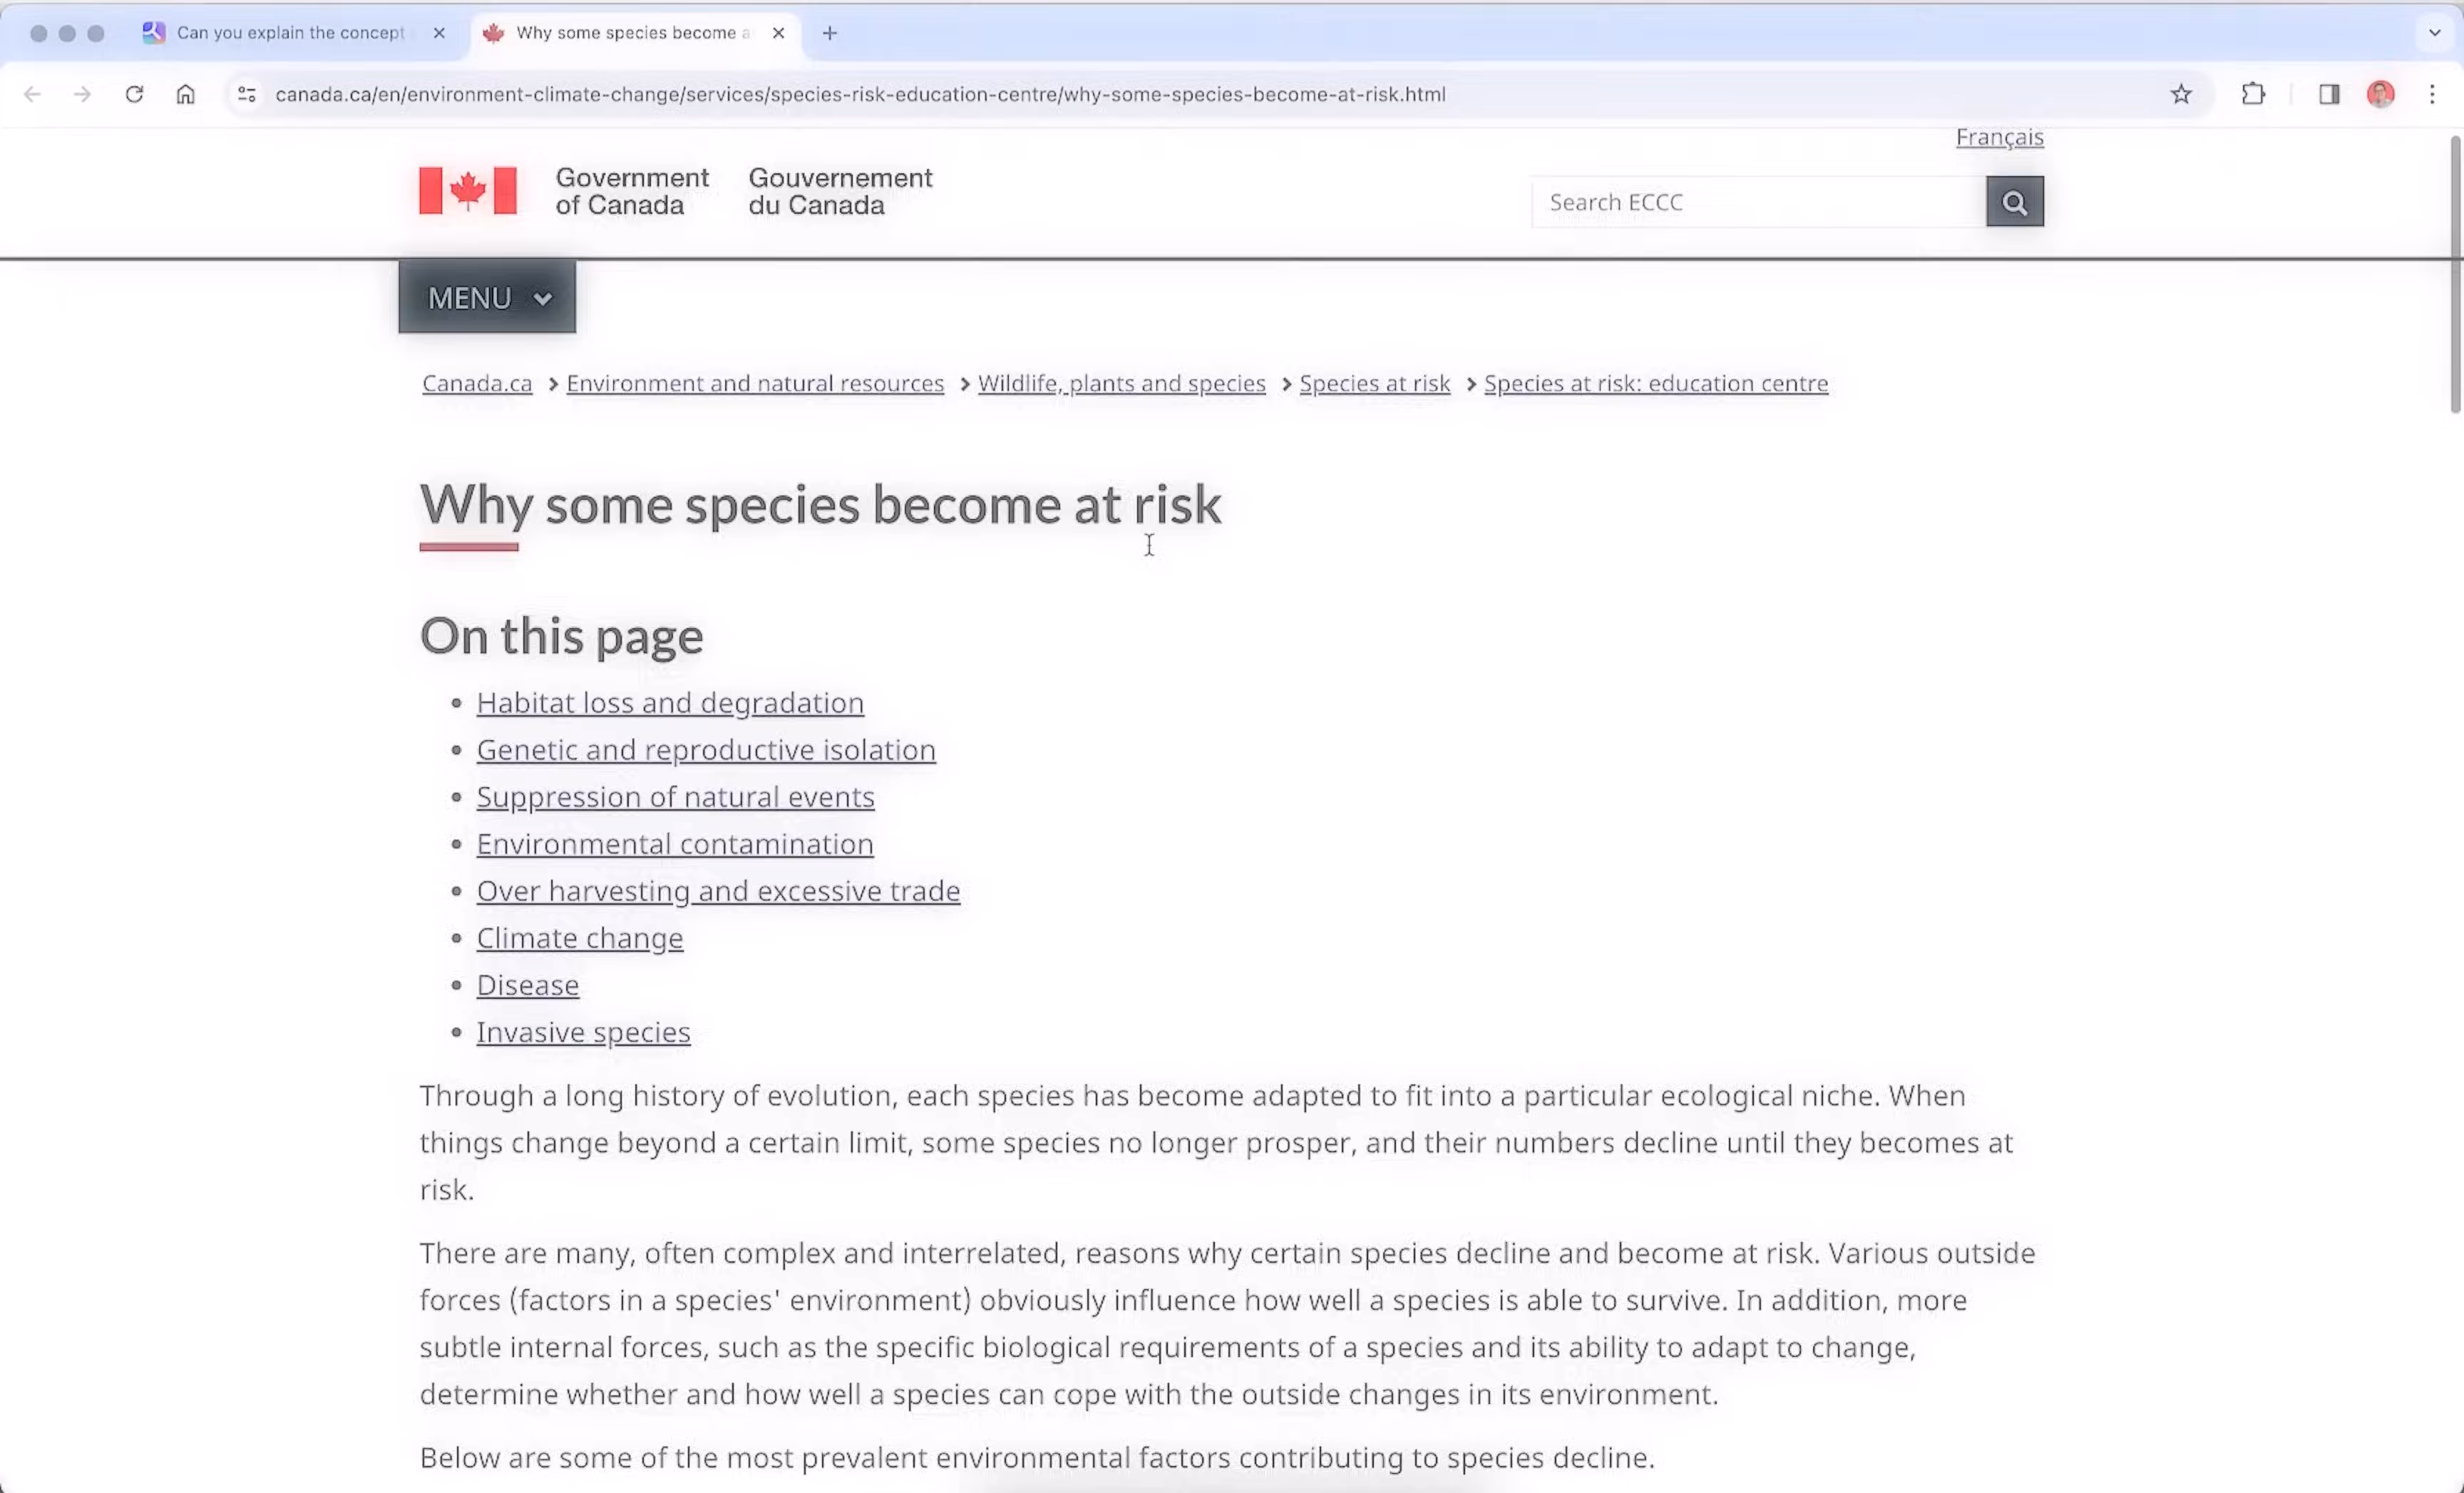 Can you explain the concept
Why some species become a
canada.ca/en/environment-climate-change/services/species-risk-education-centre/why-some-species-become-at-risk.html
Français
Government of Canada
Gouvernement du Canada
Search ECCC
MENU
Canada.ca > Environment and natural resources > Wildlife, plants and species > Species at risk > Species at risk: education centre
Why some species become at risk
On this page
• Habitat loss and degradation
• Genetic and reproductive isolation
• Suppression of natural events
• Environmental contamination
• Over harvesting and excessive trade
• Climate change
• Disease
• Invasive species
Through a long history of evolution, each species has become adapted to fit into a particular ecological niche. When
things change beyond a certain limit, some species no longer prosper, and their numbers decline until they becomes at
risk.
There are many, often complex and interrelated, reasons why certain species decline and become at risk. Various outside
forces (factors in a species' environment) obviously influence how well a species is able to survive. In addition, more
subtle internal forces, such as the specific biological requirements of a species and its ability to adapt to change,
determine whether and how well a species can cope with the outside changes in its environment.
Below are some of the most prevalent environmental factors contributing to species decline.